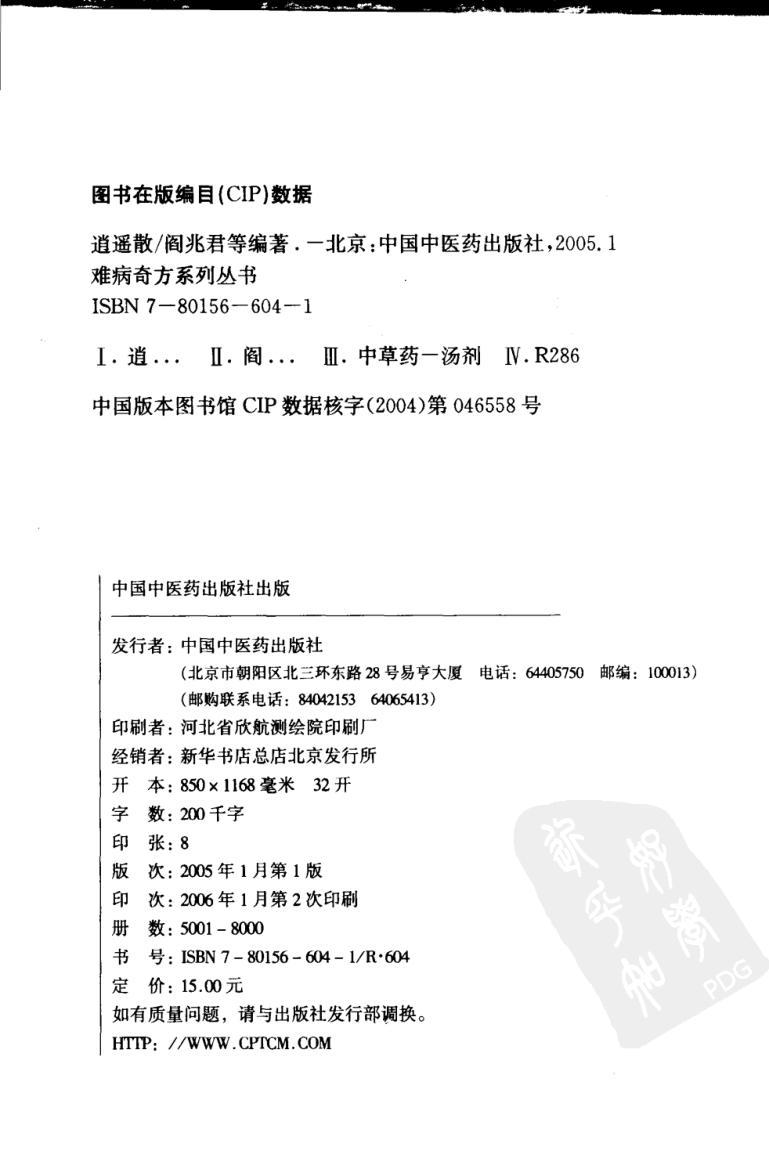 图书在版编目(CIP)数据
逍遥散/阎兆君等编著.—北京:中国中医药出版社,2005.1
难病奇方系列丛书
ISBN 7-80156-604-1
Ⅰ.逍... Ⅱ.阎... Ⅲ.中草药—汤剂 Ⅳ.R286
中国版本图书馆 CIP 数据核字(2004)第 046558 号
中国中医药出版社出版
发行者：中国中医药出版社
(北京市朝阳区北三环东路 28 号易亨大厦 电话：64405750 邮编：100013)
(邮购联系电话：84042153 64065413)
印刷者：河北省欣航测绘院印刷厂
经销者：新华书店总店北京发行所
开 本：850×1168 毫米 32 开
字 数：200 千字
印 张：8
版 次：2005 年 1 月第 1 版
印 次：2006 年 1 月第 2 次印刷
册 数：5001-8000
书 号：ISBN 7-80156-604-1/R·604
定 价：15.00 元
如有质量问题，请与出版社发行部调换。
HTTP：//WWW.CPTCM.COM
PDG